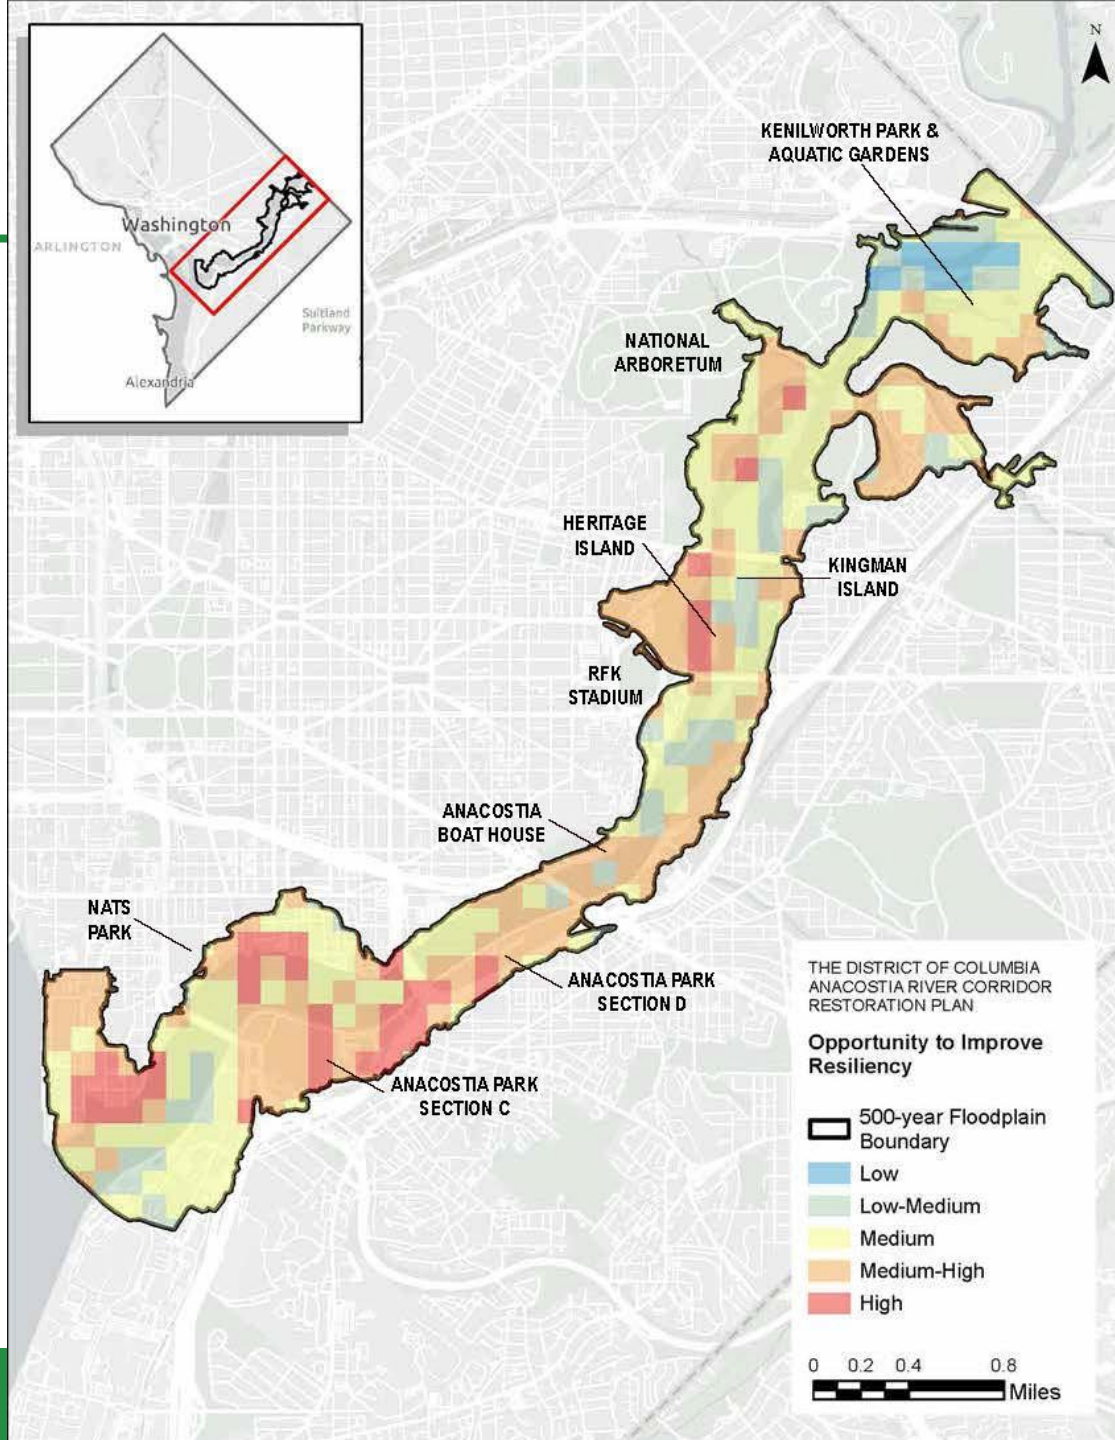 Washington
ARLINGTON
Suitland
Parkway
Alexandria
N
KENILWORTH PARK &
AQUATIC GARDENS
NATIONAL
ARBORETUM
HERITAGE
ISLAND
KINGMAN
ISLAND
RFK
STADIUM
ANACOSTIA
BOAT HOUSE
NATS
PARK
ANACOSTIA PARK
SECTION D
ANACOSTIA PARK
SECTION C
THE DISTRICT OF COLUMBIA
ANACOSTIA RIVER CORRIDOR
RESTORATION PLAN
Opportunity to Improve
Resiliency
500-year Floodplain
Boundary
Low
Low-Medium
Medium
Medium-High
High
0 0.2 0.4 0.8
Miles